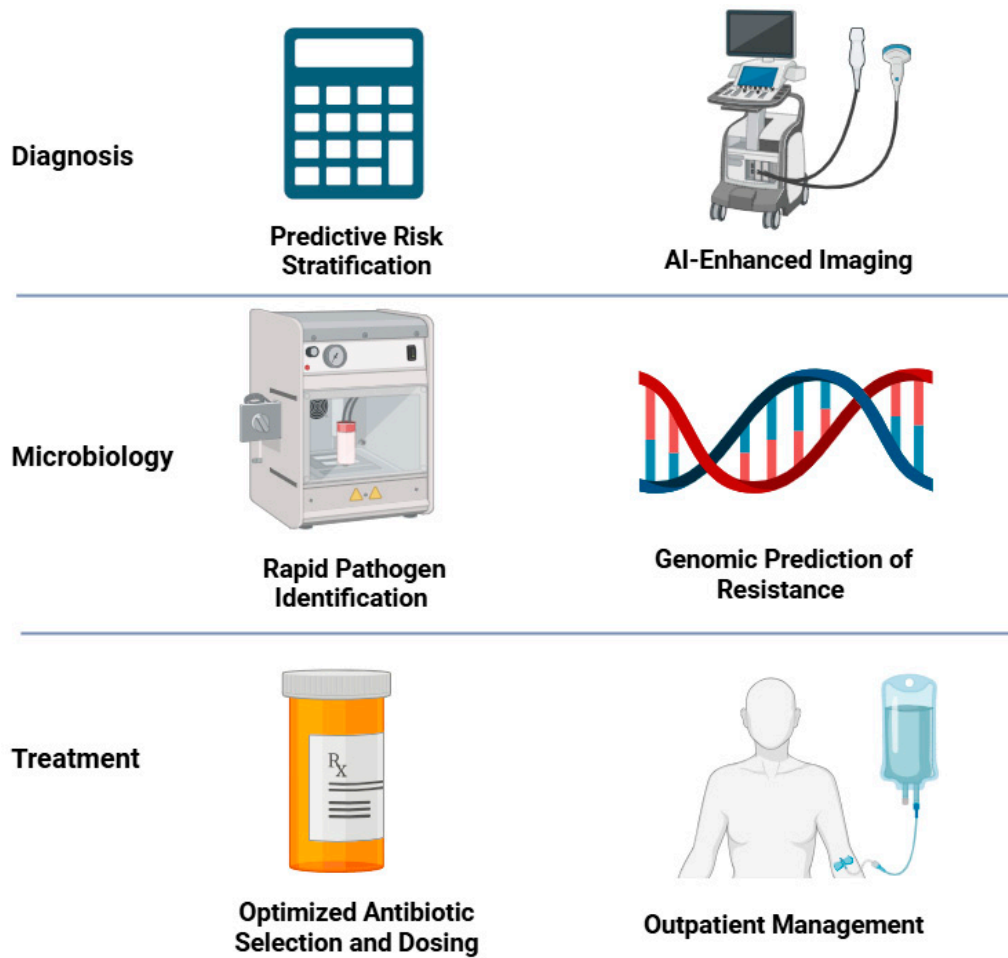 Diagnosis
Predictive Risk
Stratification
AI-Enhanced Imaging
Microbiology
Rapid Pathogen
Identification
Genomic Prediction of
Resistance
Treatment
Rx
Optimized Antibiotic
Selection and Dosing
Outpatient Management